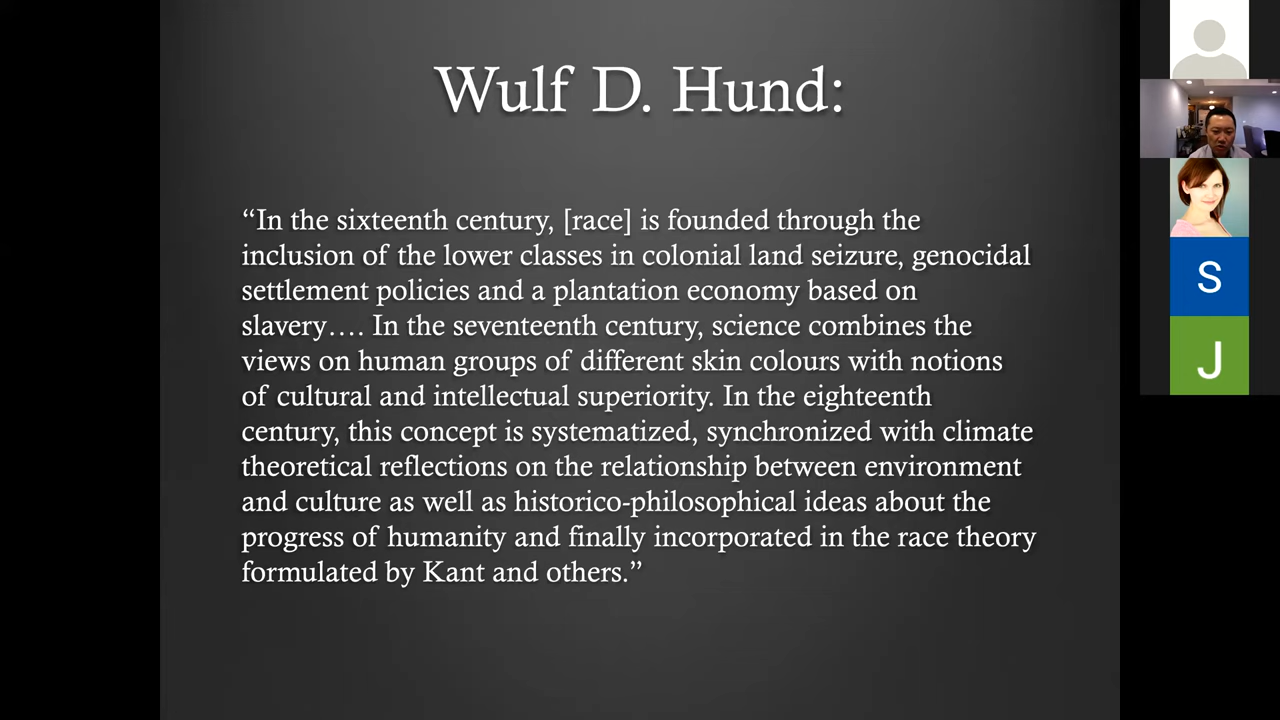 Wulf D. Hund:
“In the sixteenth century, [race] is founded through the
inclusion of the lower classes in colonial land seizure, genocidal
settlement policies and a plantation economy based on
slavery…. In the seventeenth century, science combines the
views on human groups of different skin colours with notions
of cultural and intellectual superiority. In the eighteenth
century, this concept is systematized, synchronized with climate
theoretical reflections on the relationship between environment
and culture as well as historico-philosophical ideas about the
progress of humanity and finally incorporated in the race theory
formulated by Kant and others.”
S
J